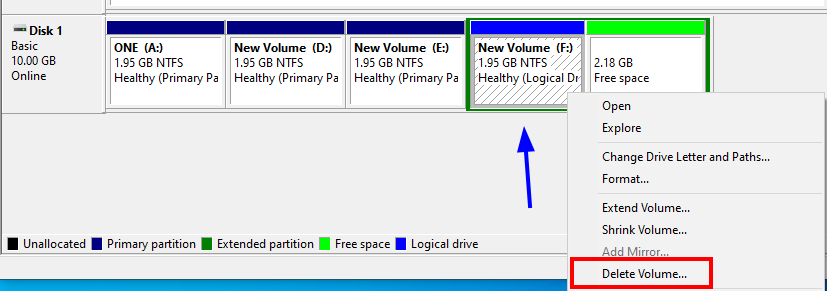 Disk 1
Basic
10.00 GB
Online
ONE (A:)
1.95 GB NTFS
Healthy (Primary Pa
New Volume (D:)
1.95 GB NTFS
Healthy (Primary Pa
New Volume (E:)
1.95 GB NTFS
Healthy (Primary Pa
New Volume (F:)
1.95 GB NTFS
Healthy (Logical Dr
2.18 GB
Free space
Open
Explore
Change Drive Letter and Paths...
Format...
Extend Volume...
Shrink Volume...
Add Mirror...
Delete Volume...
Unallocated Primary partition Extended partition Free space Logical drive